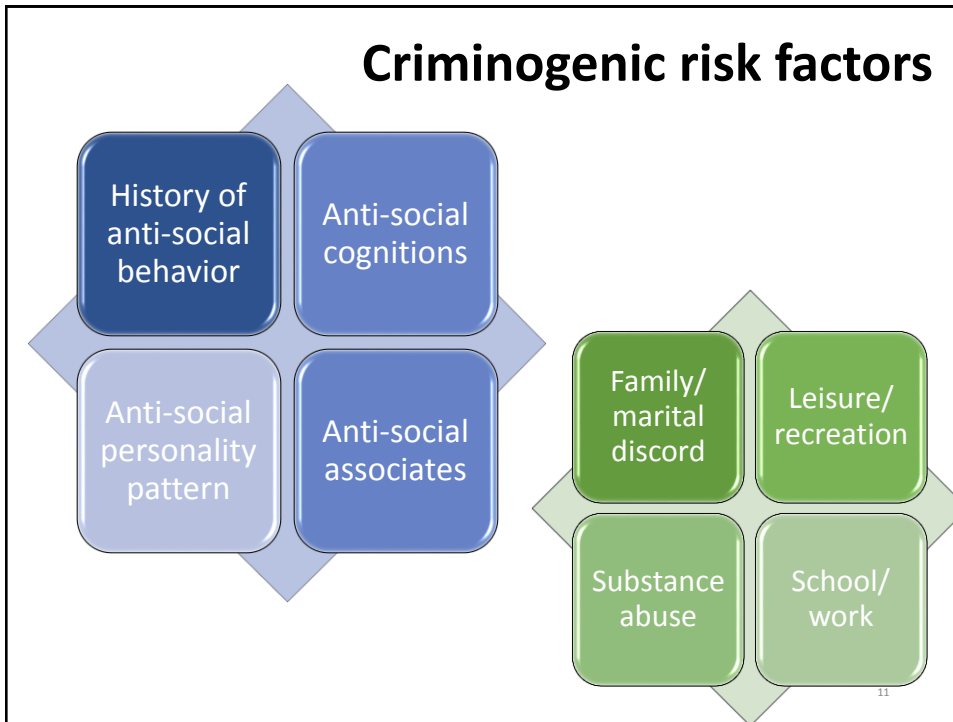 Criminogenic risk factors
History of
anti-social
behavior
Anti-social
cognitions
Anti-social
personality
pattern
Anti-social
associates
Family/
marital
discord
Leisure/
recreation
Substance
abuse
School/
work
11